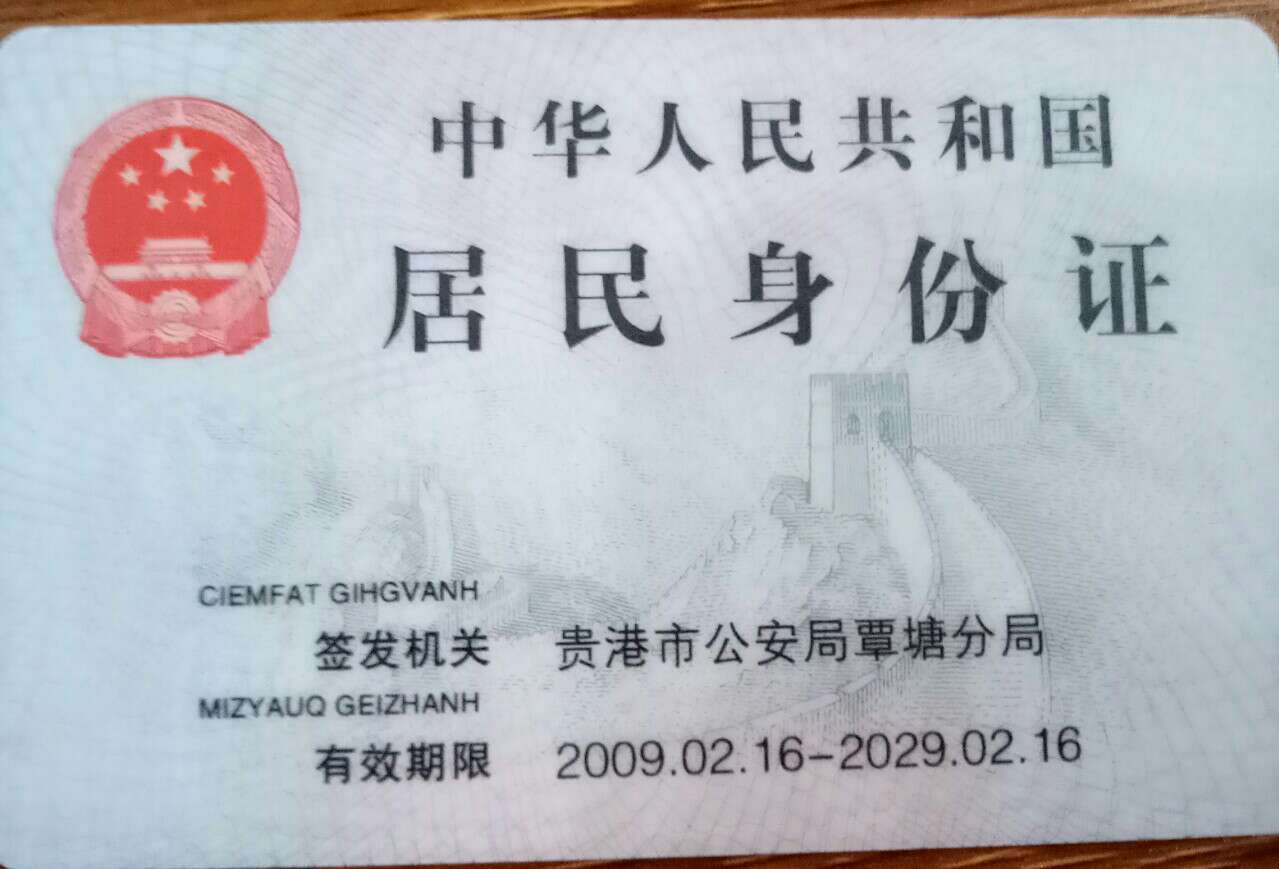 中华人民共和国
居民身份证
CIEMFAT GIHGVANH
签发机关 贵港市公安局覃塘分局
MIZYAUQ GEIZHANH
有效期限 2009.02.16-2029.02.16